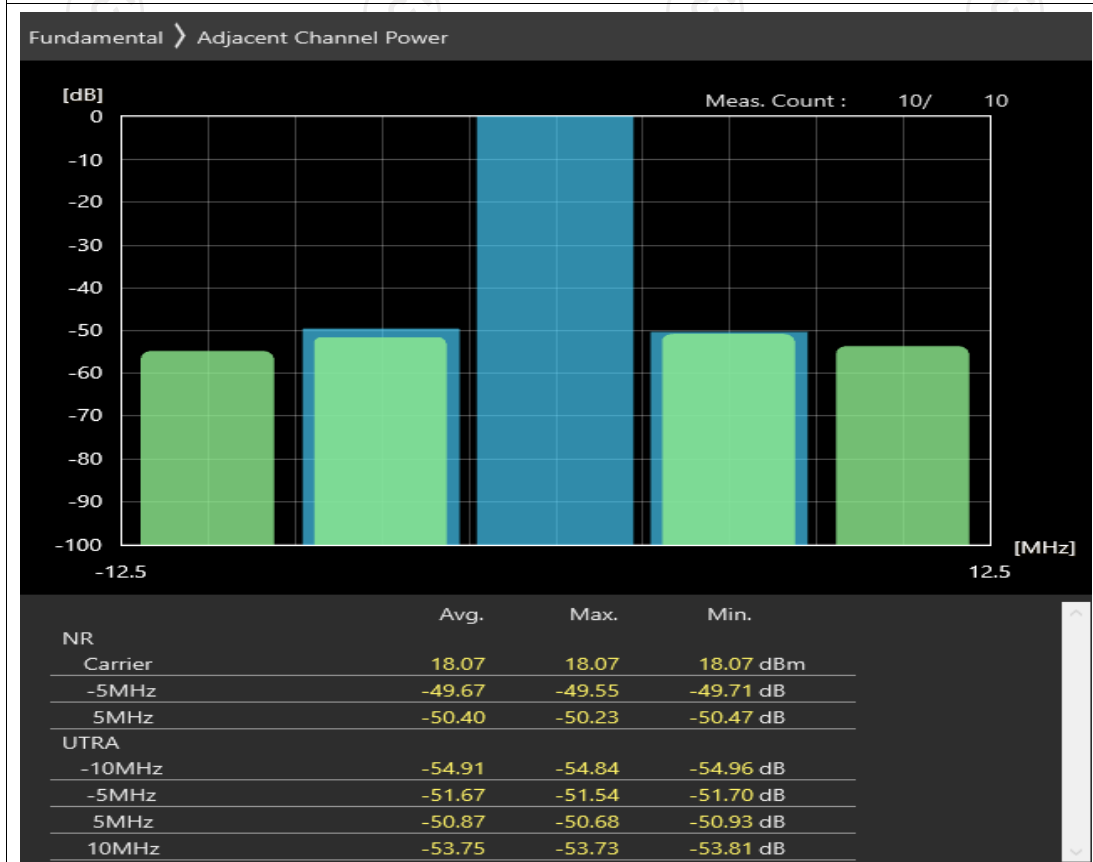 Fundamental ❯ Adjacent Channel Power
[dB]
Meas. Count : 10/ 10
0
-10
-20
-30
-40
-50
-60
-70
-80
-90
-100
[MHz]
-12.5 12.5
Avg. Max. Min.
NR
Carrier 18.07 18.07 18.07 dBm
-5MHz -49.67 -49.55 -49.71 dB
5MHz -50.40 -50.23 -50.47 dB
UTRA
-10MHz -54.91 -54.84 -54.96 dB
-5MHz -51.67 -51.54 -51.70 dB
5MHz -50.87 -50.68 -50.93 dB
10MHz -53.75 -53.73 -53.81 dB